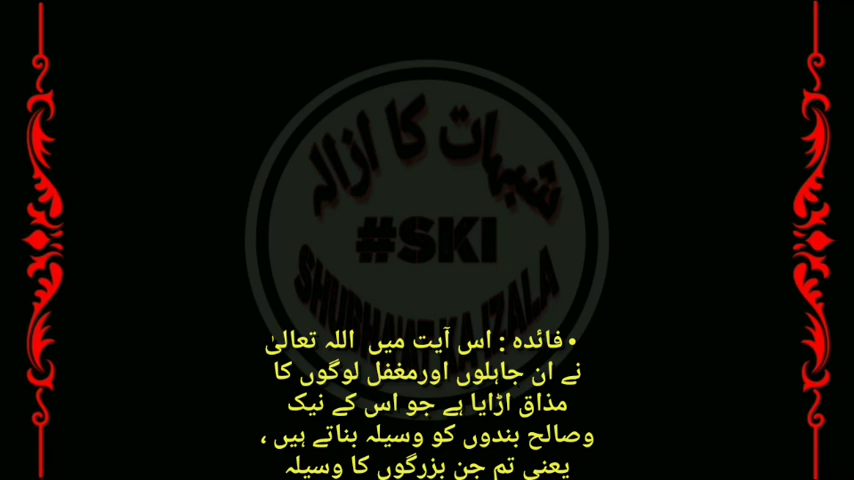 شبہات کا ازالہ
#SKI
SHUBHAAT KA IZALA
• فائدہ : اس آیت میں اللہ تعالیٰ
نے ان جاہلوں اورمغفل لوگوں کا
مذاق اڑایا ہے جو اس کے نیک
وصالح بندوں کو وسیلہ بناتے ہیں ،
یعنی تم جن بزرگوں کا وسیلہ